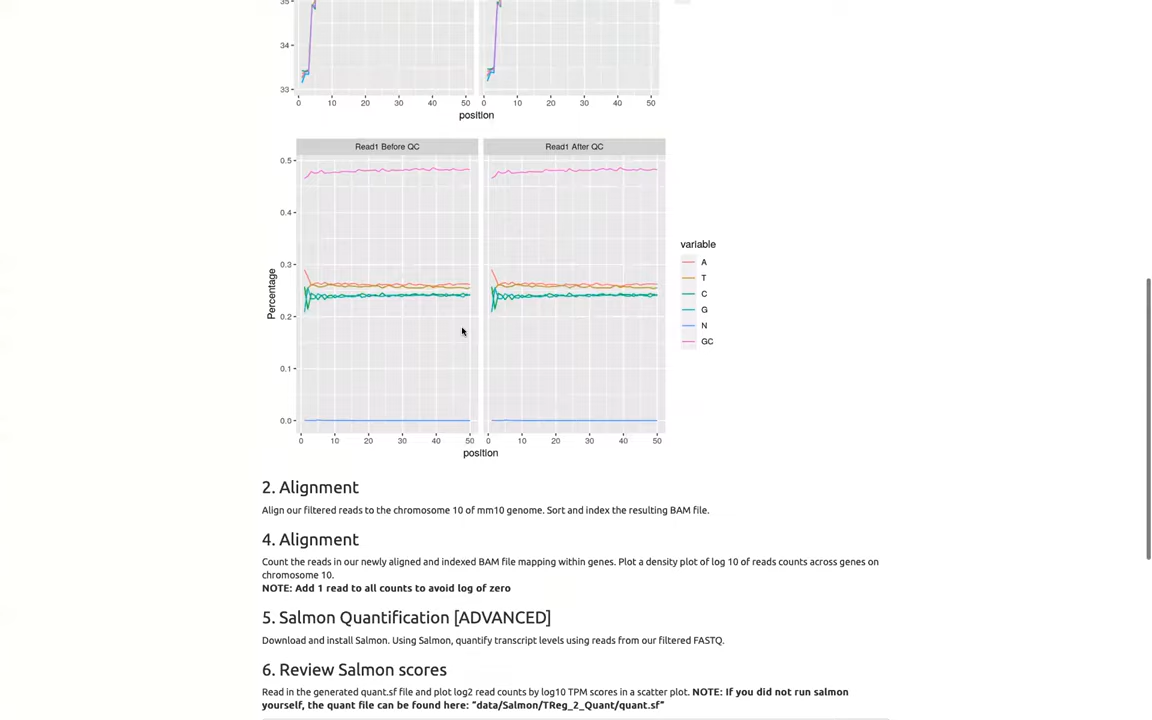 35
34
33
0 10 20 30 40 50 0 10 20 30 40 50
position
Read1 Before QC Read1 After QC
0.5
0.4
0.3
0.2
0.1
0.0
Percentage
variable
A
T
C
G
N
GC
0 10 20 30 40 50 0 10 20 30 40 50
position
2. Alignment
Align our filtered reads to the chromosome 10 of mm10 genome. Sort and index the resulting BAM file.
4. Alignment
Count the reads in our newly aligned and indexed BAM file mapping within genes. Plot a density plot of log 10 of reads counts across genes on
chromosome 10.
NOTE: Add 1 read to all counts to avoid log of zero
5. Salmon Quantification [ADVANCED]
Download and install Salmon. Using Salmon, quantify transcript levels using reads from our filtered FASTQ.
6. Review Salmon scores
Read in the generated quant.sf file and plot log2 read counts by log10 TPM scores in a scatter plot. NOTE: If you did not run salmon
yourself, the quant file can be found here: “data/Salmon/TReg_2_Quant/quant.sf”